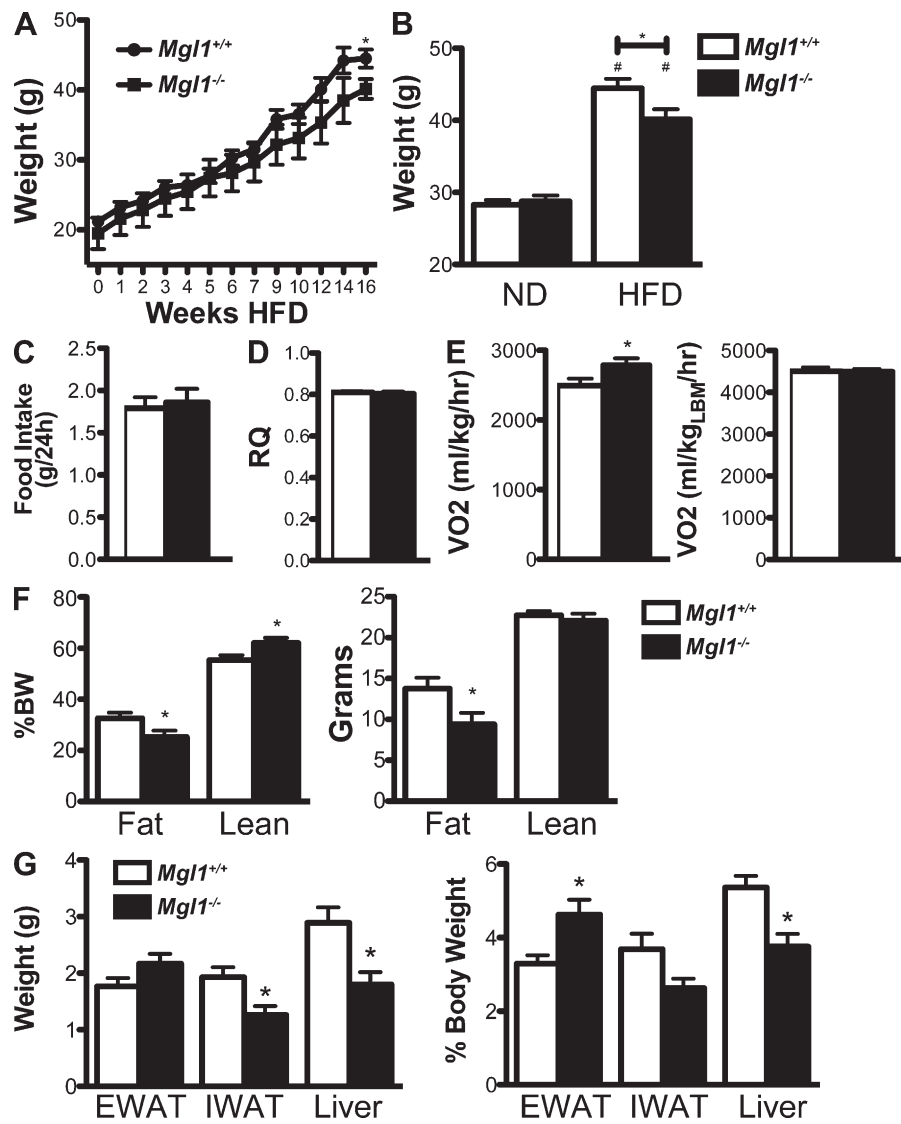 A
50
40
30
20
Weight (g)
Mgl1+/+
Mgl1-/-
*
0 1 2 3 4 5 6 7 9 10 12 14 16
Weeks HFD
B
50
40
30
20
Weight (g)
*
# #
Mgl1+/+
Mgl1-/-
ND HFD
C
2.5
2.0
1.5
1.0
0.5
0.0
Food Intake
(g/24h)
D
1.0
0.8
0.6
0.4
0.2
0.0
RQ
E
3000
2000
1000
0
VO2 (ml/kg/hr)
*
5000
4000
3000
2000
1000
0
VO2 (ml/kgLBM/hr)
F
80
60
40
20
0
%BW
* *
Fat Lean
25
20
15
10
5
0
Grams
*
Fat Lean
Mgl1+/+
Mgl1-/-
G
4
3
2
1
0
Weight (g)
Mgl1+/+
Mgl1-/-
* *
EWAT IWAT Liver
6
4
2
0
% Body Weight
* *
EWAT IWAT Liver